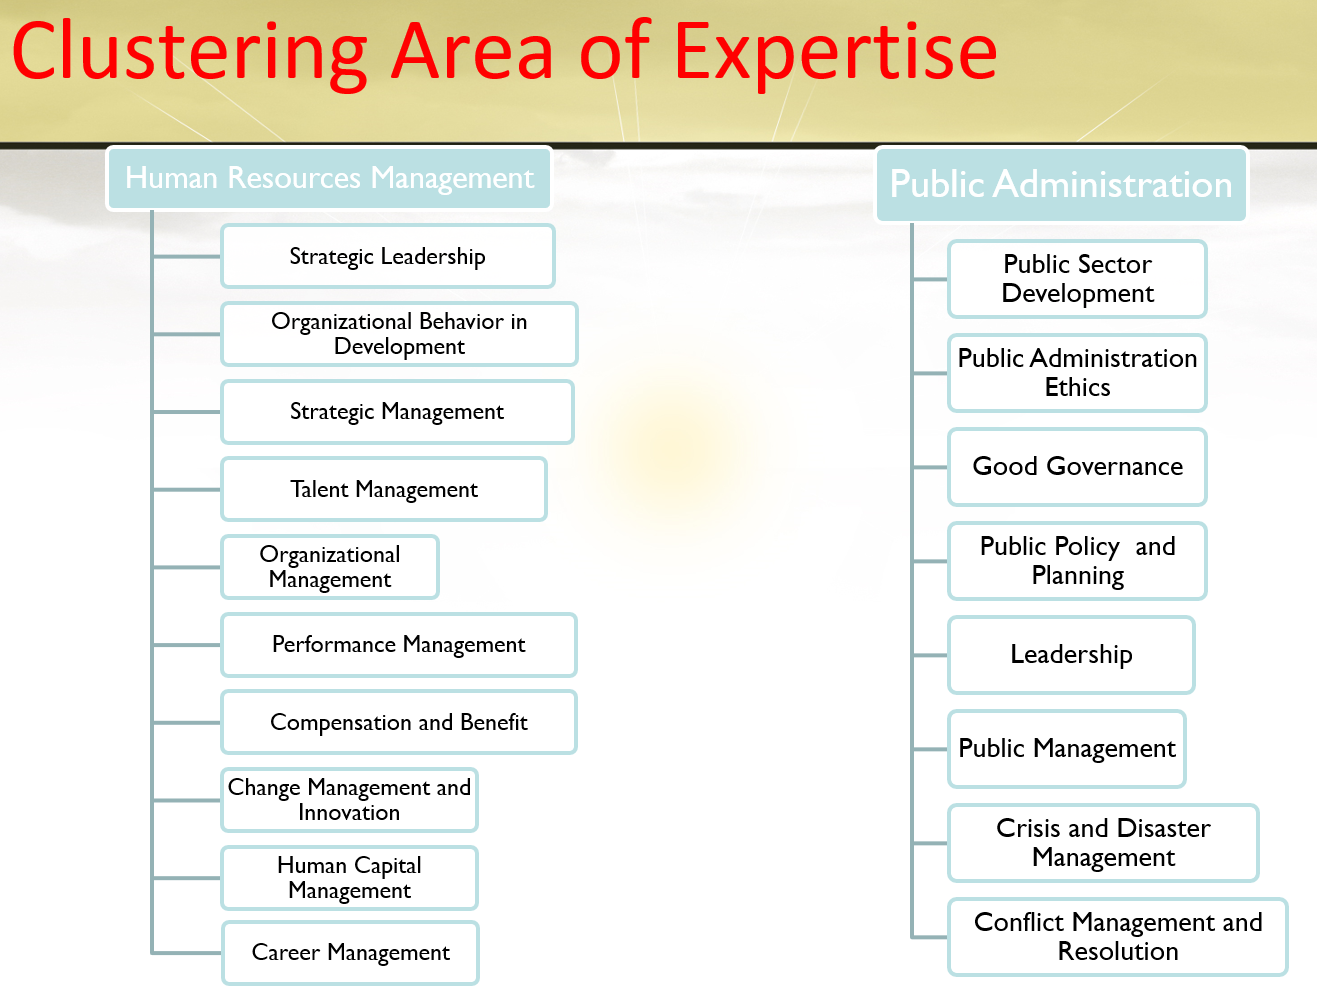 Clustering Area of Expertise
Human Resources Management
Strategic Leadership
Organizational Behavior in
Development
Strategic Management
Talent Management
Organizational
Management
Performance Management
Compensation and Benefit
Change Management and
Innovation
Human Capital
Management
Career Management
Public Administration
Public Sector
Development
Public Administration
Ethics
Good Governance
Public Policy  and
Planning
Leadership
Public Management
Crisis and Disaster
Management
Conflict Management and
Resolution